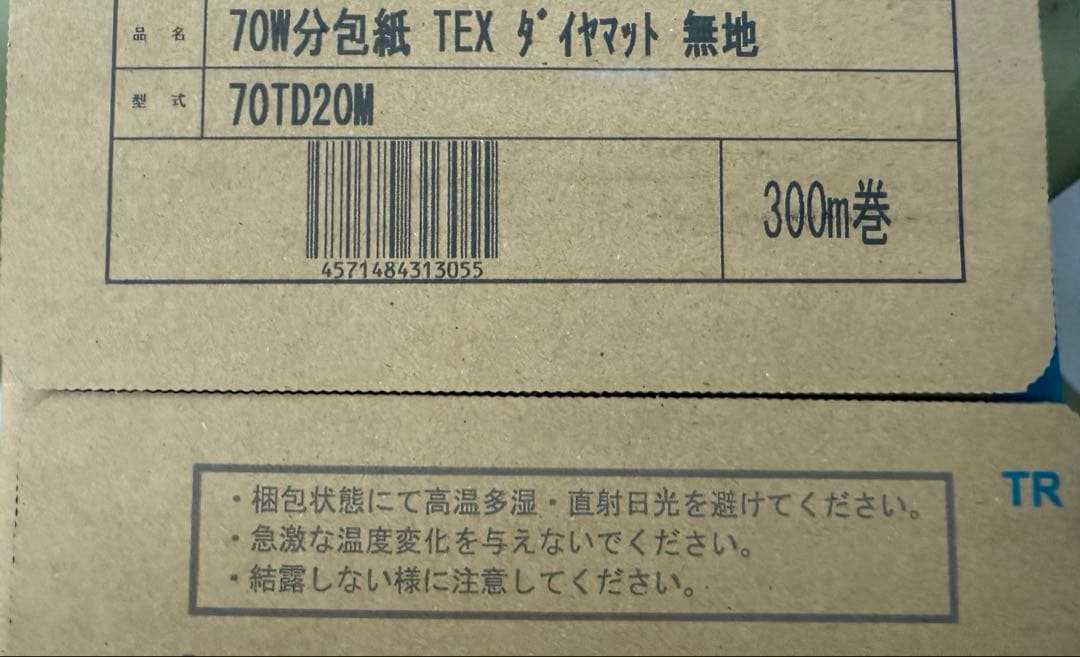 品名 70W分包紙 TEX ダイヤマット 無地
型式 70TD20M
300m巻
4571484313055
TR
・梱包状態にて高温多湿・直射日光を避けてください。
・急激な温度変化を与えないでください。
・結露しない様に注意してください。